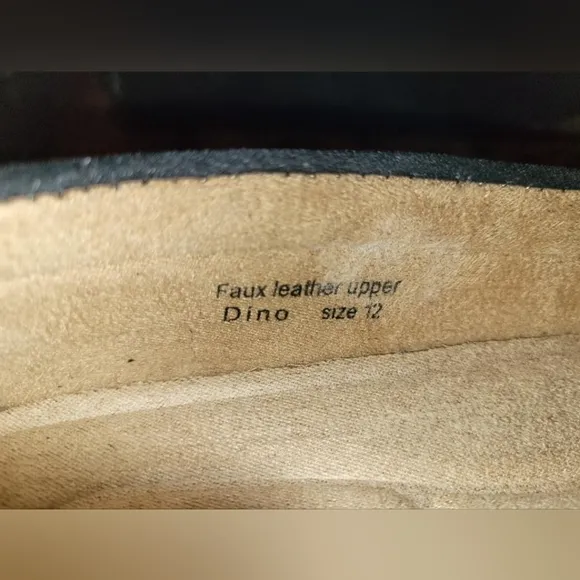 Faux leather upper
Dino size 12